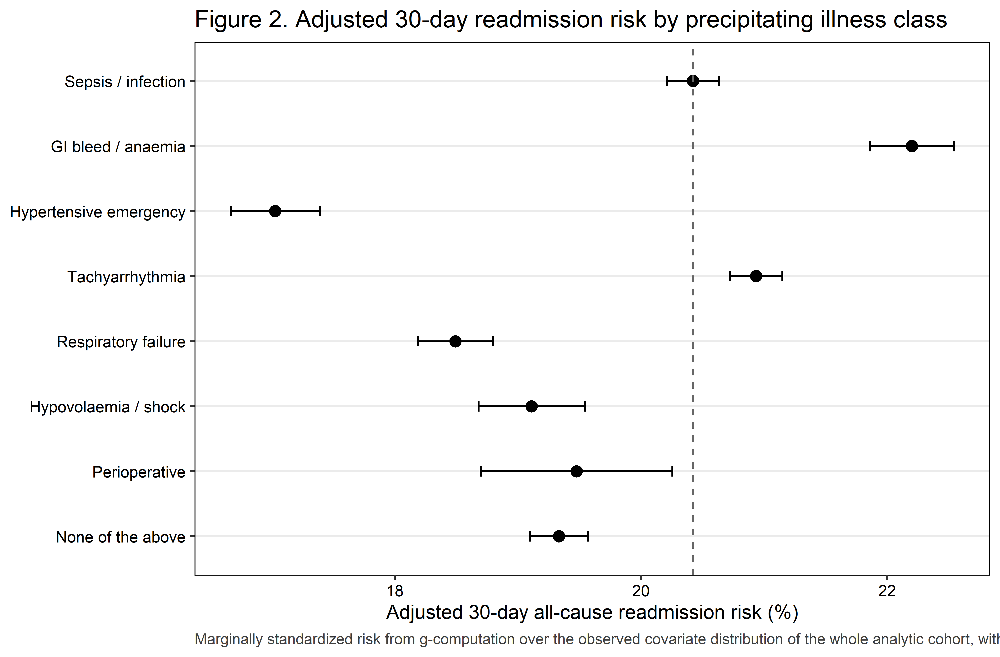 Figure 2. Adjusted 30-day readmission risk by precipitating illness class
Sepsis / infection
GI bleed / anaemia
Hypertensive emergency
Tachyarrhythmia
Respiratory failure
Hypovolaemia / shock
Perioperative
None of the above
18 20 22
Adjusted 30-day all-cause readmission risk (%)
Marginally standardized risk from g-computation over the observed covariate distribution of the whole analytic cohort,